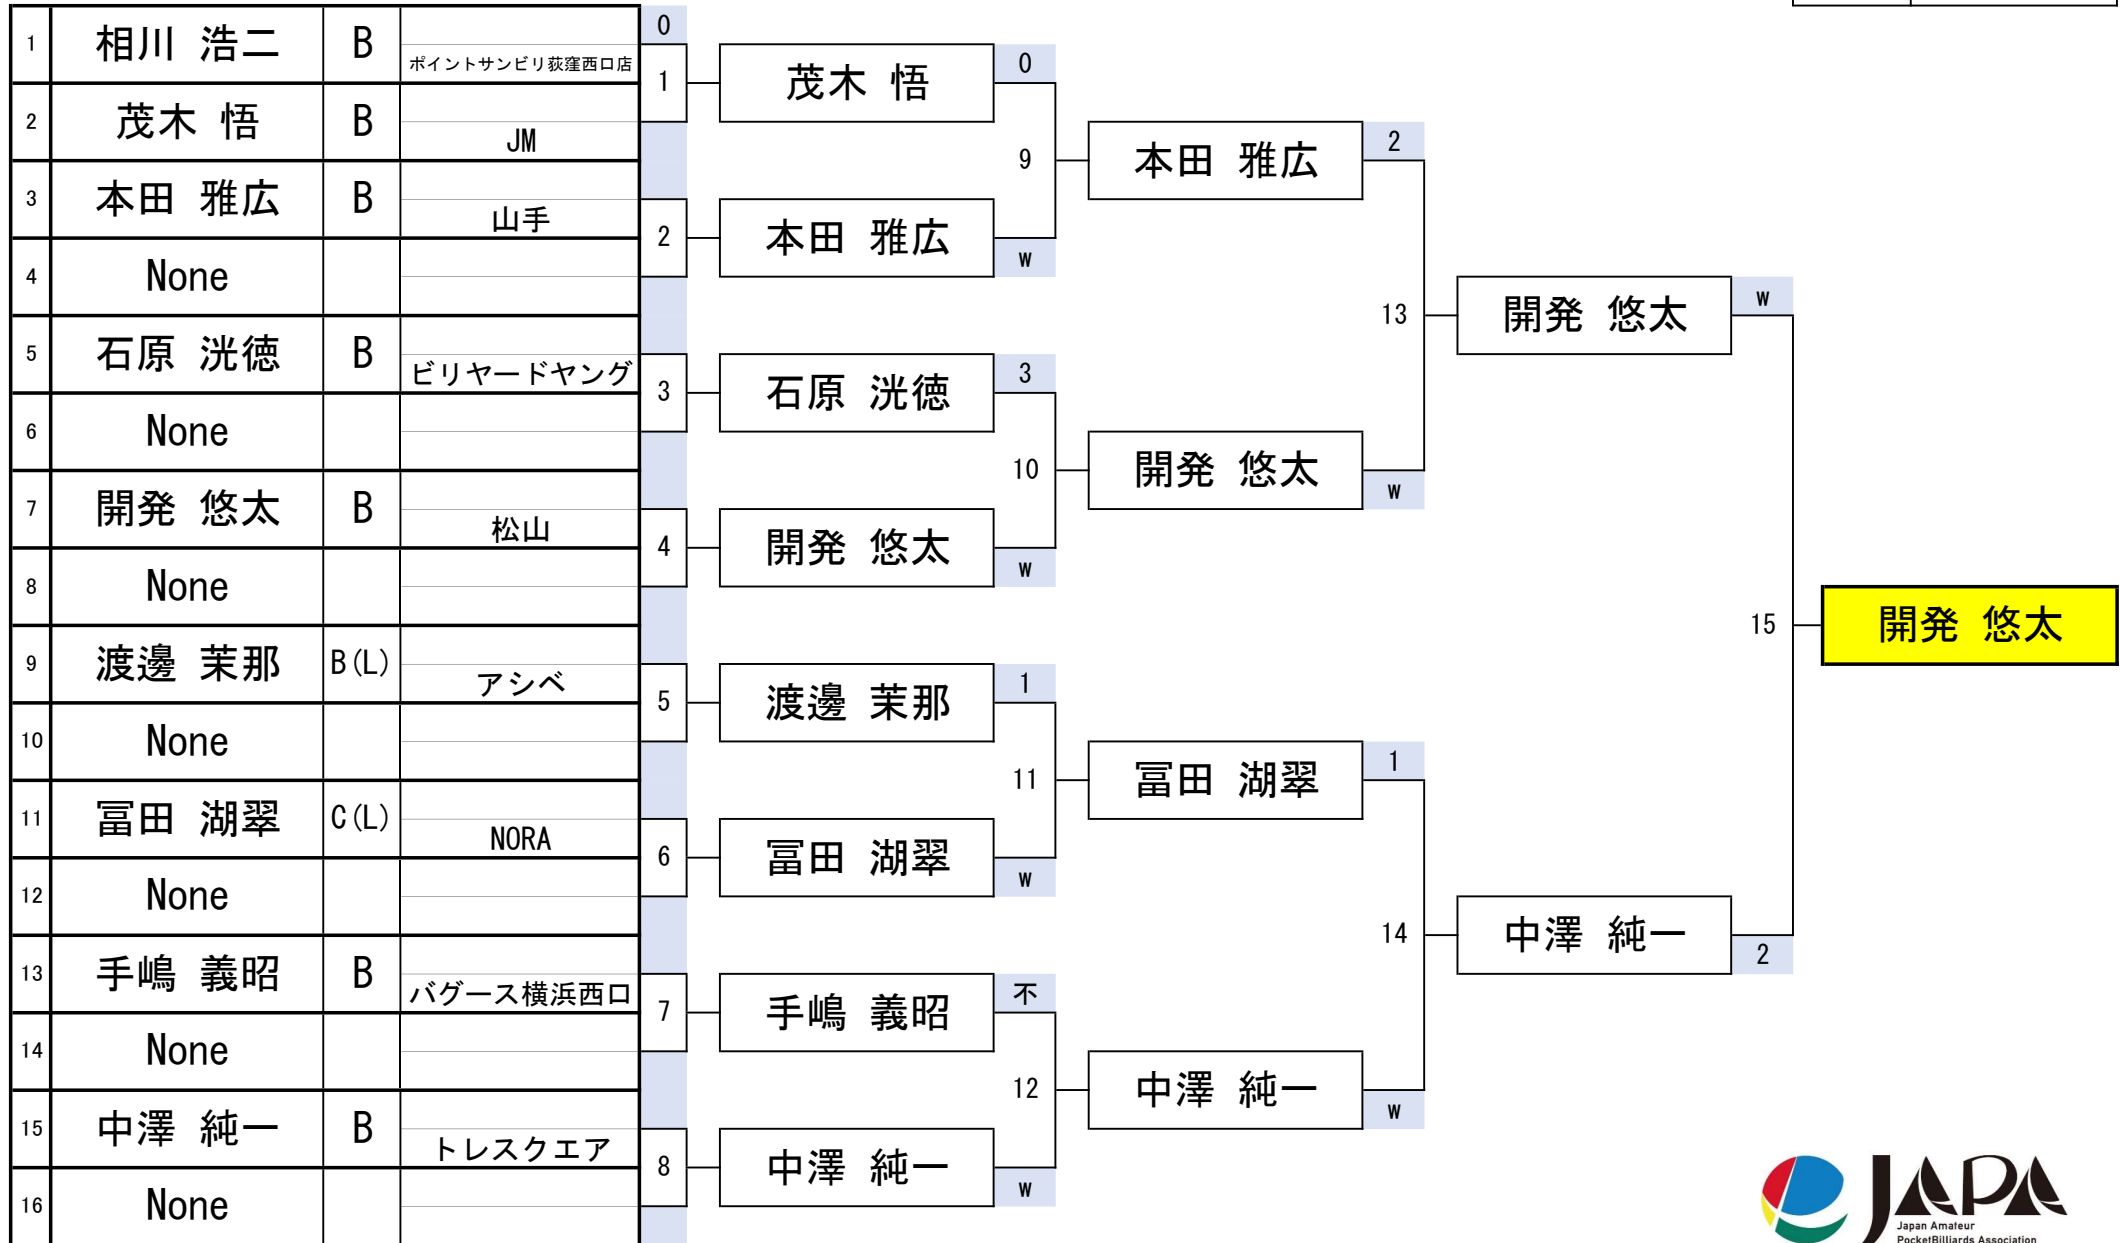 1 相川 浩二 B ポイントサンビリ荻窪西口店 0
2 茂木 悟 B JM
1 茂木 悟 0
3 本田 雅広 B 山手
4 None
2 本田 雅広 w
9 本田 雅広 2
5 石原 洸徳 B ビリヤードヤング
6 None
3 石原 洸徳 3
7 開発 悠太 B 松山
8 None
4 開発 悠太 w
10 開発 悠太 w
13 開発 悠太 w
9 渡邊 茉那 B(L) アシベ
10 None
5 渡邊 茉那 1
11 冨田 湖翠 C(L) NORA
12 None
6 冨田 湖翠 w
11 冨田 湖翠 1
13 手嶋 義昭 B バグース横浜西口
14 None
7 手嶋 義昭 不
15 中澤 純一 B トレスクエア
16 None
8 中澤 純一 w
12 中澤 純一 w
14 中澤 純一 2
15 開発 悠太
JAPA
Japan Amateur
PocketBilliards Association